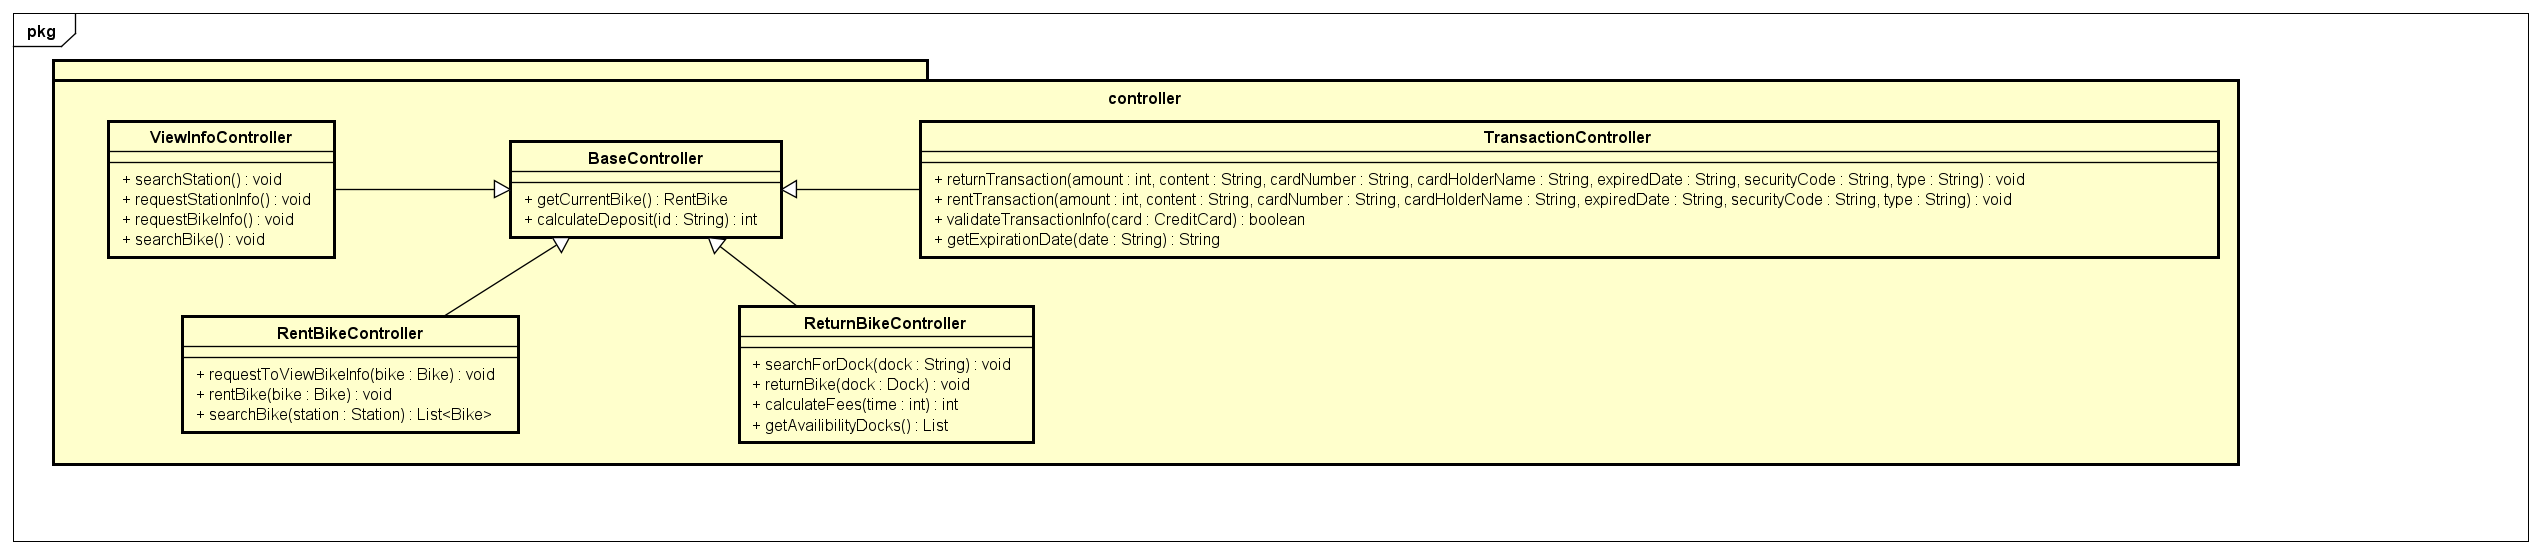 pkg
controller
ViewInfoController
+ searchStation() : void
+ requestStationInfo() : void
+ requestBikeInfo() : void
+ searchBike() : void
BaseController
+ getCurrentBike() : RentBike
+ calculateDeposit(id : String) : int
TransactionController
+ returnTransaction(amount : int, content : String, cardNumber : String, cardHolderName : String, expiredDate : String, securityCode : String, type : String) : void
+ rentTransaction(amount : int, content : String, cardNumber : String, cardHolderName : String, expiredDate : String, securityCode : String, type : String) : void
+ validateTransactionInfo(card : CreditCard) : boolean
+ getExpirationDate(date : String) : String
RentBikeController
+ requestToViewBikeInfo(bike : Bike) : void
+ rentBike(bike : Bike) : void
+ searchBike(station : Station) : List<Bike>
ReturnBikeController
+ searchForDock(dock : String) : void
+ returnBike(dock : Dock) : void
+ calculateFees(time : int) : int
+ getAvailibilityDocks() : List